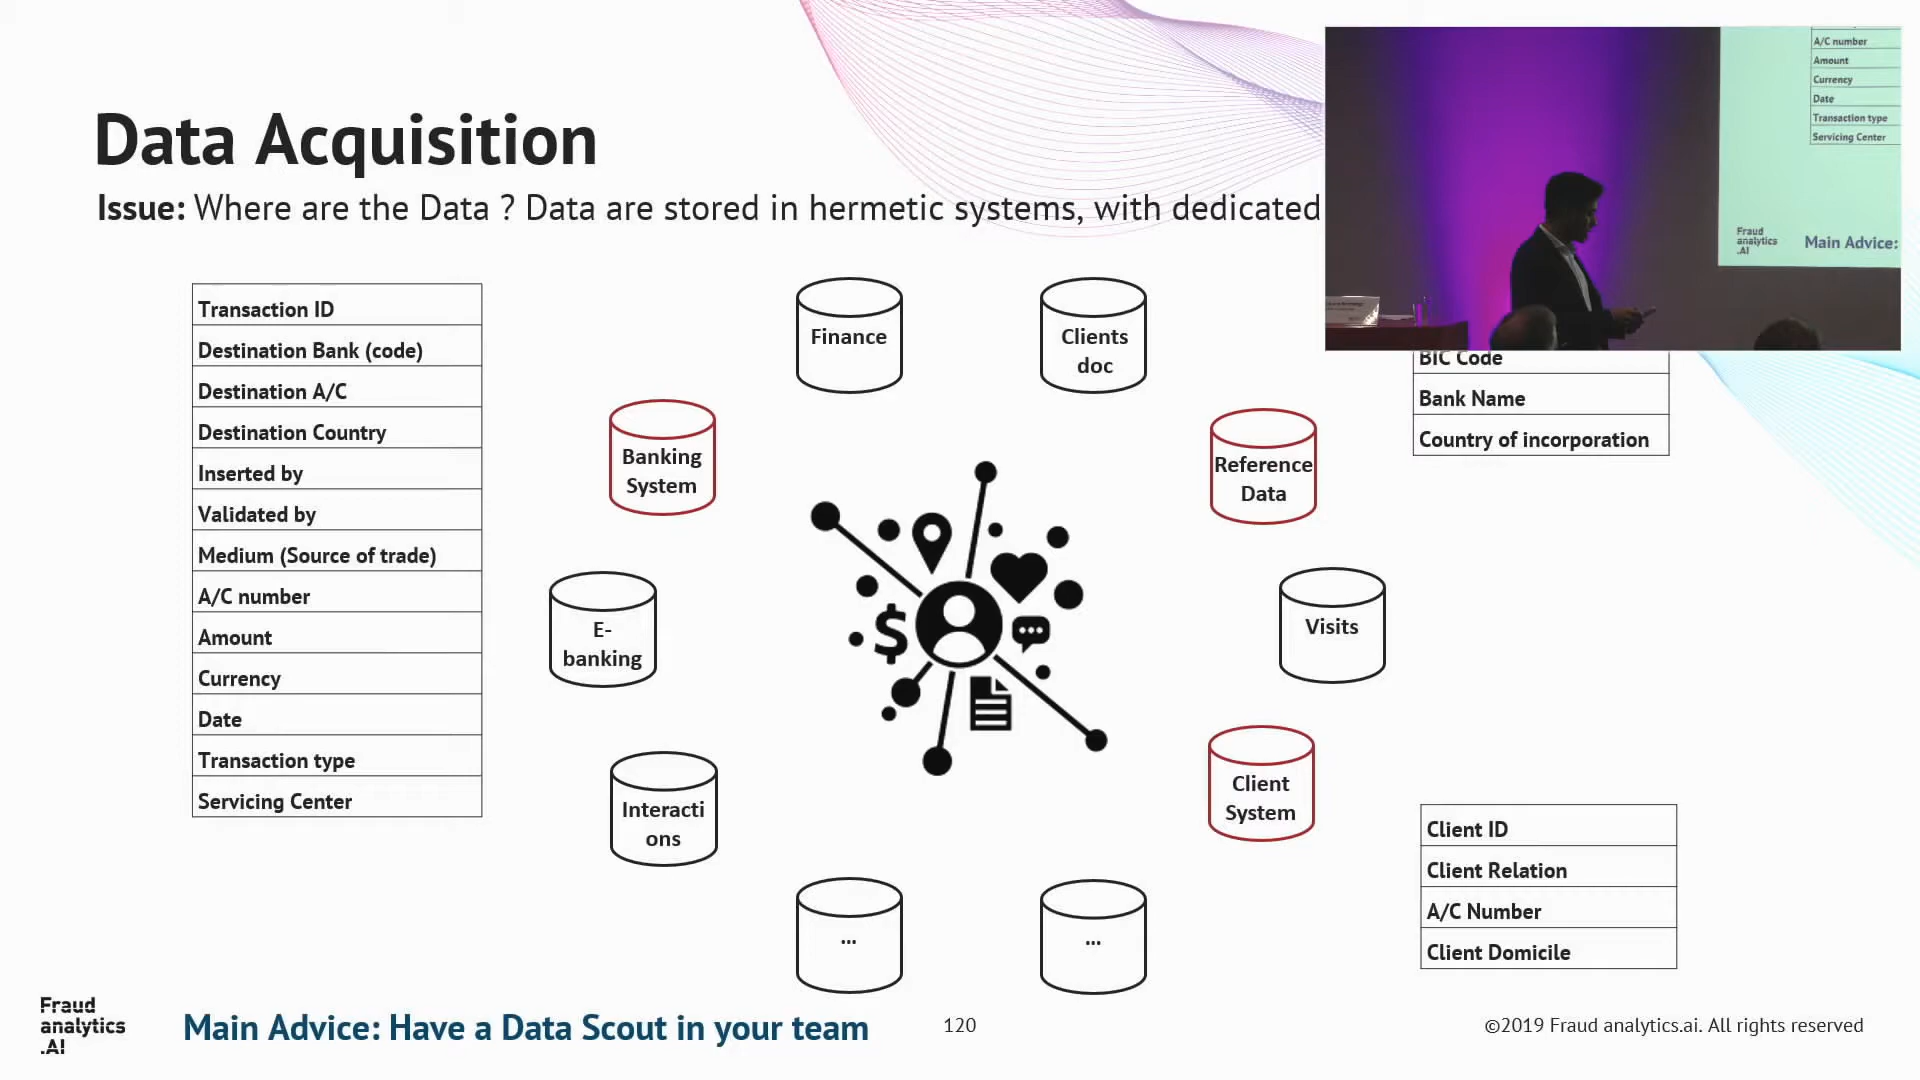 Data Acquisition
Issue: Where are the Data ? Data are stored in hermetic systems, with dedicated
Transaction ID
Destination Bank (code)
Destination A/C
Destination Country
Inserted by
Validated by
Medium (Source of trade)
A/C number
Amount
Currency
Date
Transaction type
Servicing Center
Finance
Clients
doc
Banking
System
Reference
Data
E-
banking
Visits
Interacti
ons
Client
System
...
...
A/C number
Amount
Currency
Date
Transaction type
Servicing Center
Fraud
analytics
.AI
Main Advice:
BIC Code
Bank Name
Country of incorporation
Client ID
Client Relation
A/C Number
Client Domicile
Fraud
analytics
.AI
Main Advice: Have a Data Scout in your team
120
©2019 Fraud analytics.ai. All rights reserved